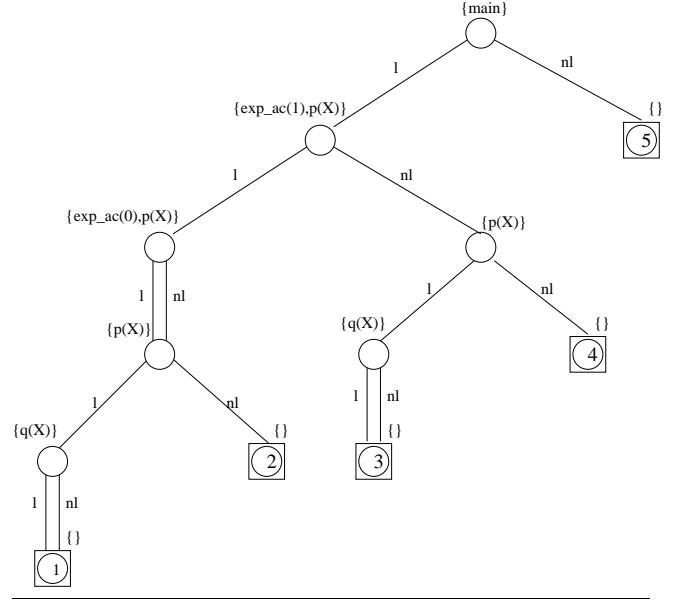 {main}
l
nl
{exp_ac(1),p(X)}
{}
5
l
nl
{exp_ac(0),p(X)}
{p(X)}
l
nl
l
nl
{p(X)}
{q(X)}
{}
4
l
nl
l
nl
{q(X)}
{}
{}
2
3
l
nl
{}
1